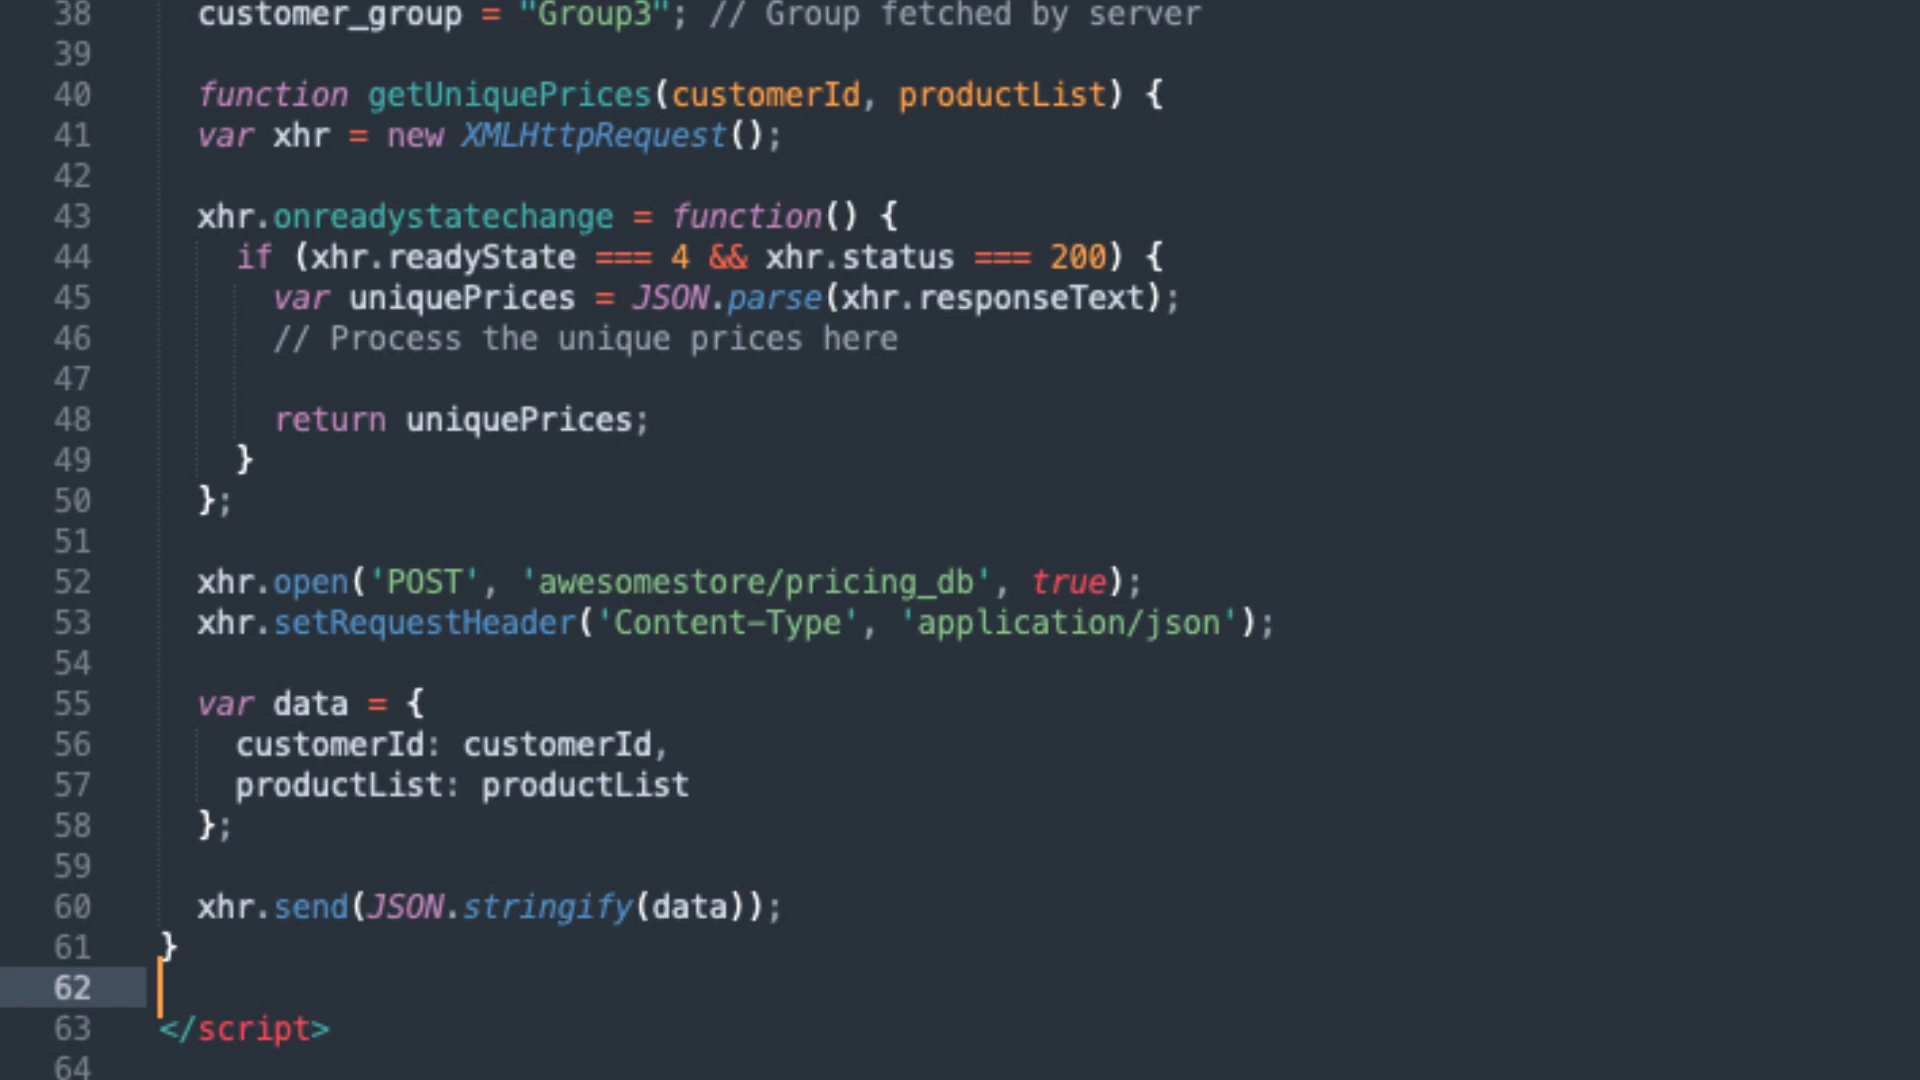 38 customer_group = "Group3"; // Group fetched by server
39
40 function getUniquePrices(customerId, productList) {
41 var xhr = new XMLHttpRequest();
42
43 xhr.onreadystatechange = function() {
44 if (xhr.readyState === 4 && xhr.status === 200) {
45 var uniquePrices = JSON.parse(xhr.responseText);
46 // Process the unique prices here
47
48 return uniquePrices;
49 }
50 };
51
52 xhr.open('POST', 'awesomestore/pricing_db', true);
53 xhr.setRequestHeader('Content-Type', 'application/json');
54
55 var data = {
56 customerId: customerId,
57 productList: productList
58 };
59
60 xhr.send(JSON.stringify(data));
61 }
62
63 </script>
64